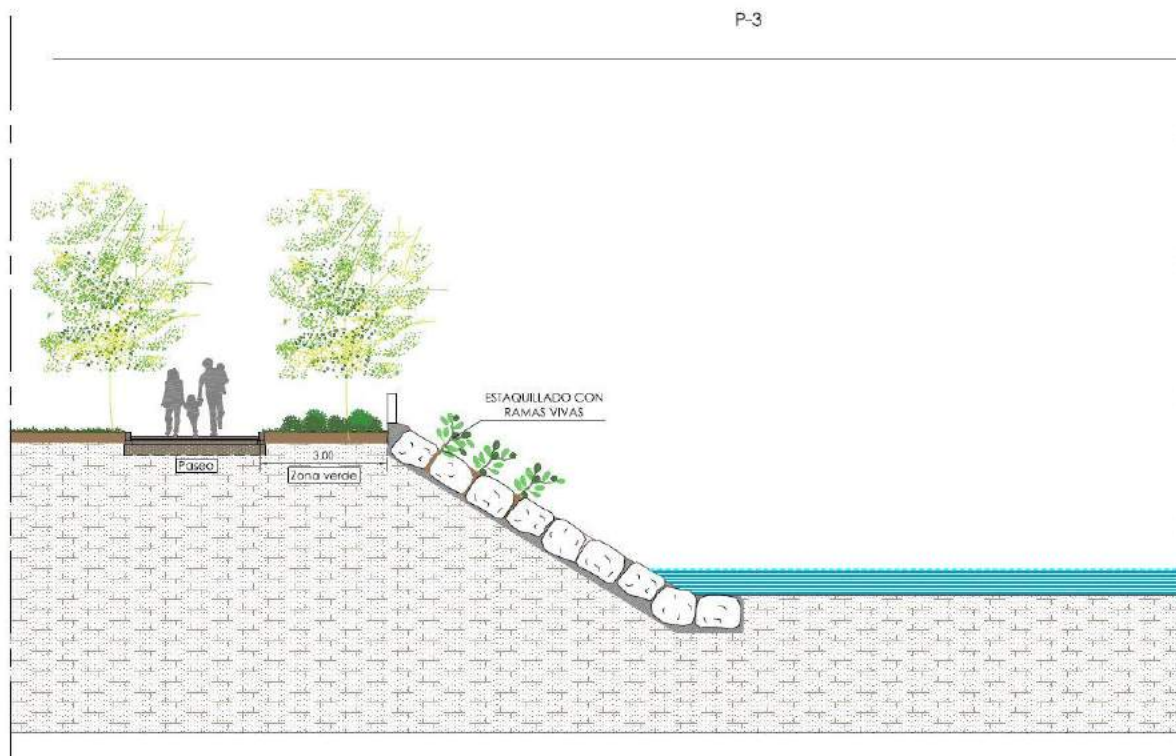 P-3
ESTAQUILLADO CON
RAMAS VIVAS
3.00
Paseo
Zona verde